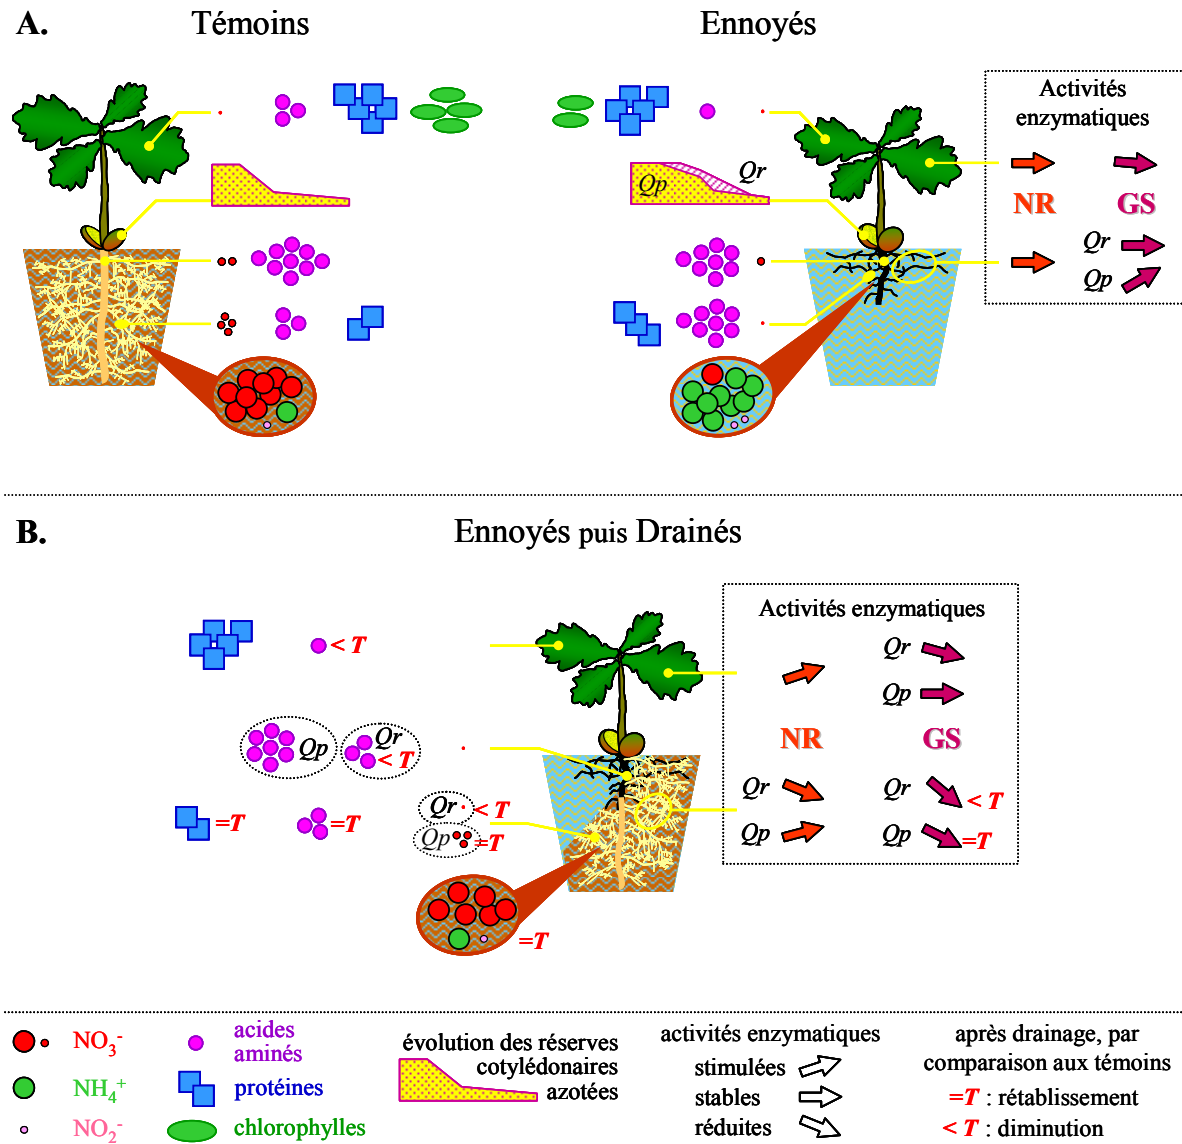 A.
Témoins
Ennoyés
Activités
enzymatiques
NR
GS
Qp
Qr
Qr
Qp
B.
Ennoyés puis Drainés
Activités enzymatiques
< T
Qr
Qp
Qp
Qr
< T
NR
GS
=T
=T
Qr
< T
Qp
=T
Qr
Qr
< T
Qp
Qp
=T
=T
NO3-
acides
aminés
évolution des réserves
cotylédonaires
azotées
activités enzymatiques
après drainage, par
comparaison aux témoins
NH4+
protéines
stimulées
stables
=T : rétablissement
NO2-
chlorophylles
réduites
< T : diminution